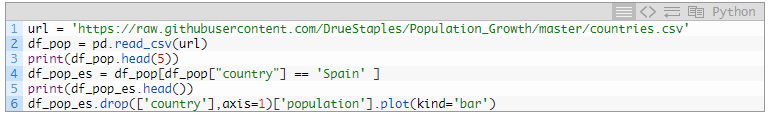 Python
1 url = 'https://raw.githubusercontent.com/DrueStaples/Population_Growth/master/countries.csv'
2 df_pop = pd.read_csv(url)
3 print(df_pop.head(5))
4 df_pop_es = df_pop[df_pop["country"] == 'Spain' ]
5 print(df_pop_es.head())
6 df_pop_es.drop(['country'],axis=1)['population'].plot(kind='bar')